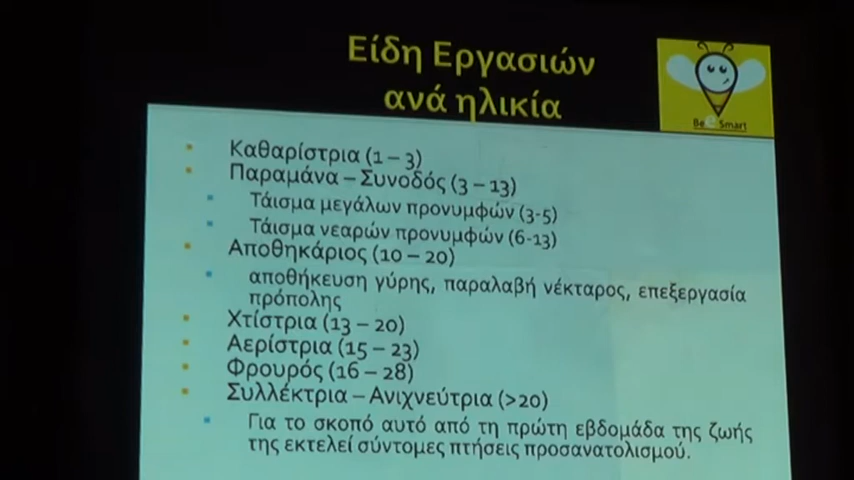 Είδη Εργασιών
ανά ηλικία
Bee Smart
Καθαρίστρια (1 – 3)
Παραμάνα – Συνοδός (3 – 13)
Τάισμα μεγάλων προνυμφών (3-5)
Τάισμα νεαρών προνυμφών (6-13)
Αποθηκάριος (10 – 20)
αποθήκευση γύρης, παραλαβή νέκταρος, επεξεργασία
πρόπολης
Χτίστρια (13 – 20)
Αερίστρια (15 – 23)
Φρουρός (16 – 28)
Συλλέκτρια – Ανιχνεύτρια (>20)
Για το σκοπό αυτό από τη πρώτη εβδομάδα της ζωής
της εκτελεί σύντομες πτήσεις προσανατολισμού.